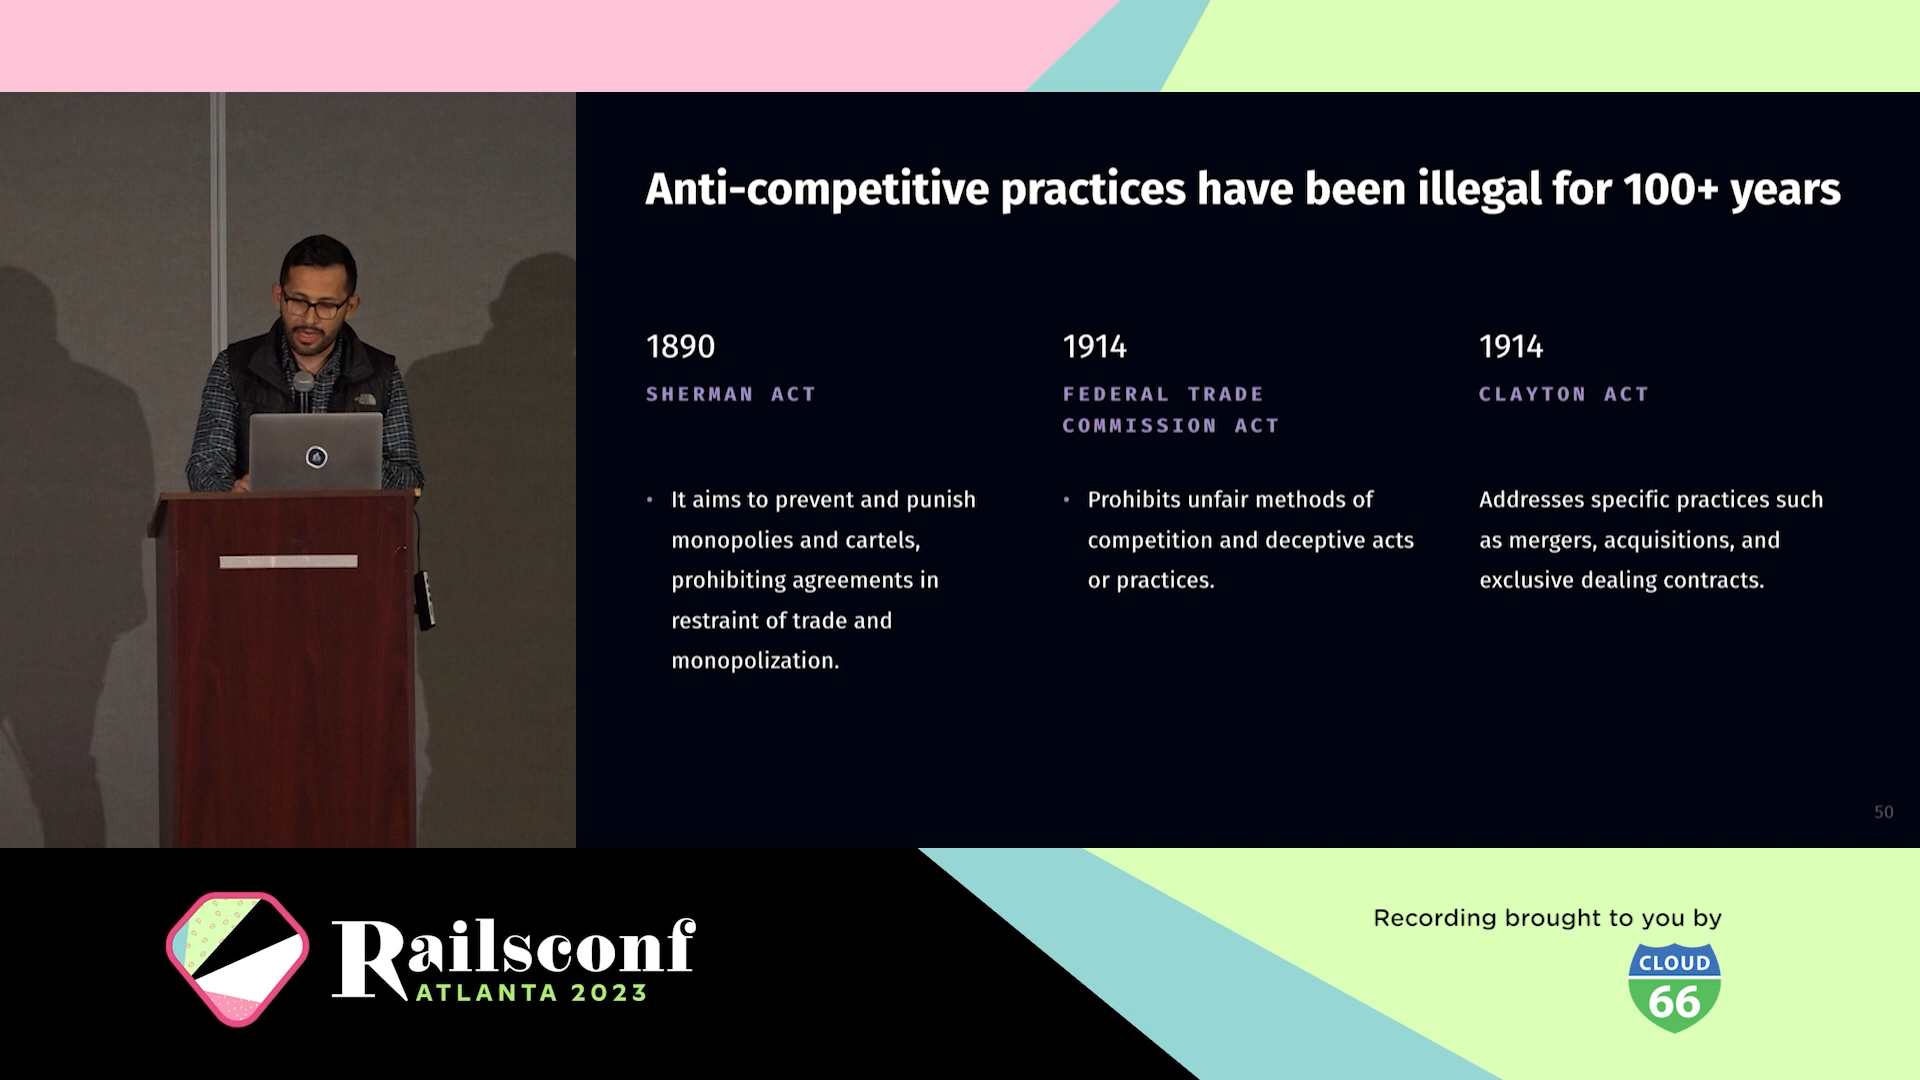 Anti-competitive practices have been illegal for 100+ years
1890
SHERMAN ACT
• It aims to prevent and punish
monopolies and cartels,
prohibiting agreements in
restraint of trade and
monopolization.
1914
FEDERAL TRADE
COMMISSION ACT
• Prohibits unfair methods of
competition and deceptive acts
or practices.
1914
CLAYTON ACT
Addresses specific practices such
as mergers, acquisitions, and
exclusive dealing contracts.
50
Railsconf
ATLANTA 2023
Recording brought to you by
CLOUD
66